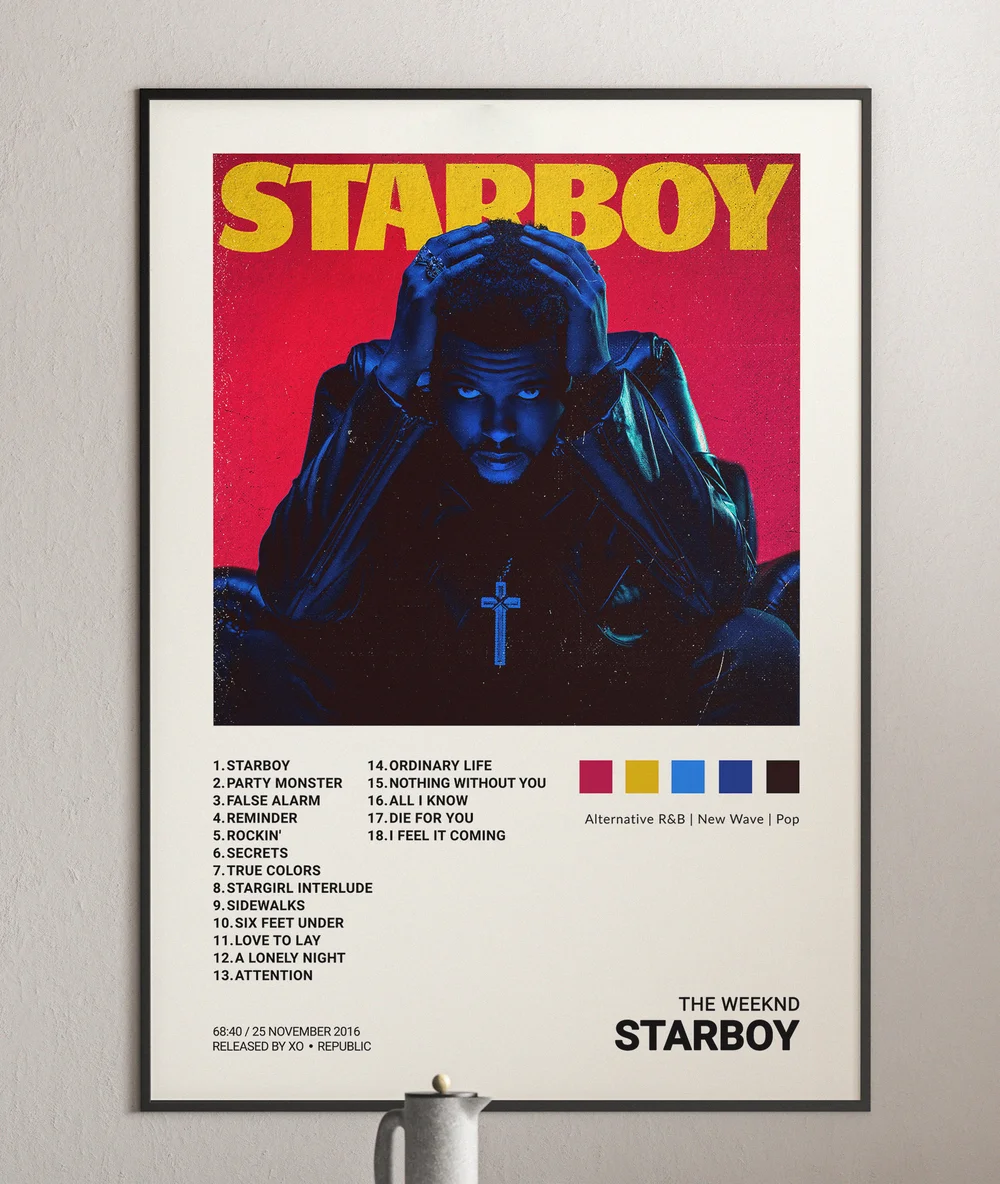 STARBOY
1.STARBOY
2.PARTY MONSTER
3.FALSE ALARM
4.REMINDER
5.ROCKIN'
6.SECRETS
7.TRUE COLORS
8.STARGIRL INTERLUDE
9.SIDEWALKS
10.SIX FEET UNDER
11.LOVE TO LAY
12.A LONELY NIGHT
13.ATTENTION
14.ORDINARY LIFE
15.NOTHING WITHOUT YOU
16.ALL I KNOW
17.DIE FOR YOU
18.I FEEL IT COMING
Alternative R&B | New Wave | Pop
68:40 / 25 NOVEMBER 2016
RELEASED BY XO • REPUBLIC
THE WEEKND
STARBOY